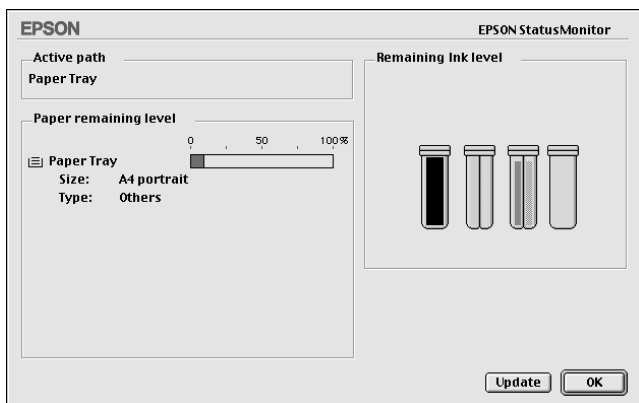 EPSON
EPSON StatusMonitor
Active path
Paper Tray
Paper remaining level
0 50 100%
Paper Tray
Size: A4 portrait
Type: Others
Remaining Ink level
Update OK